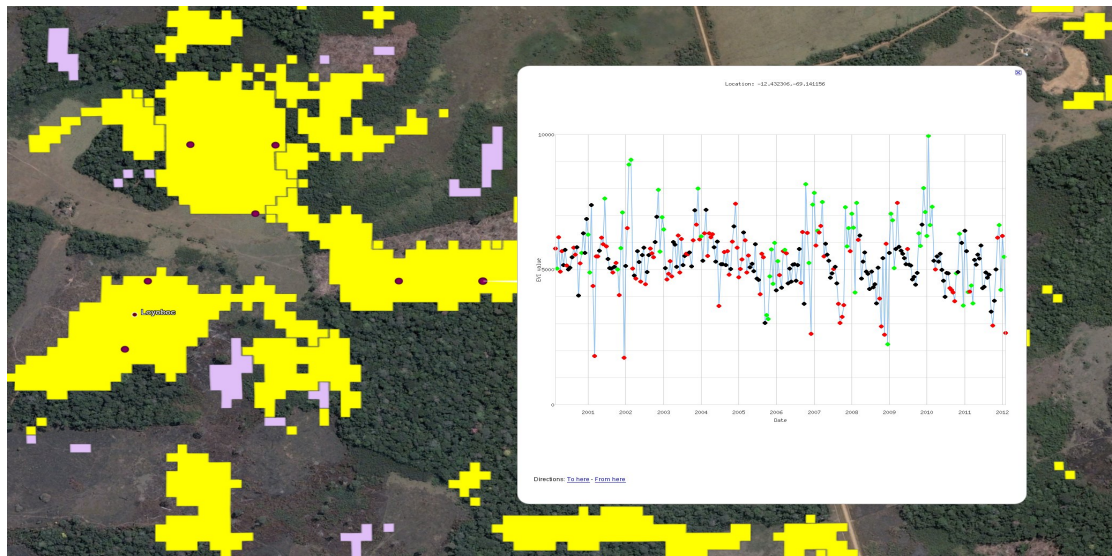 Location: -12.432306,-69.141156
10000
5000
0
EVI value
2001 2002 2003 2004 2005 2006 2007 2008 2009 2010 2011 2012
Date
Directions: To here - From here